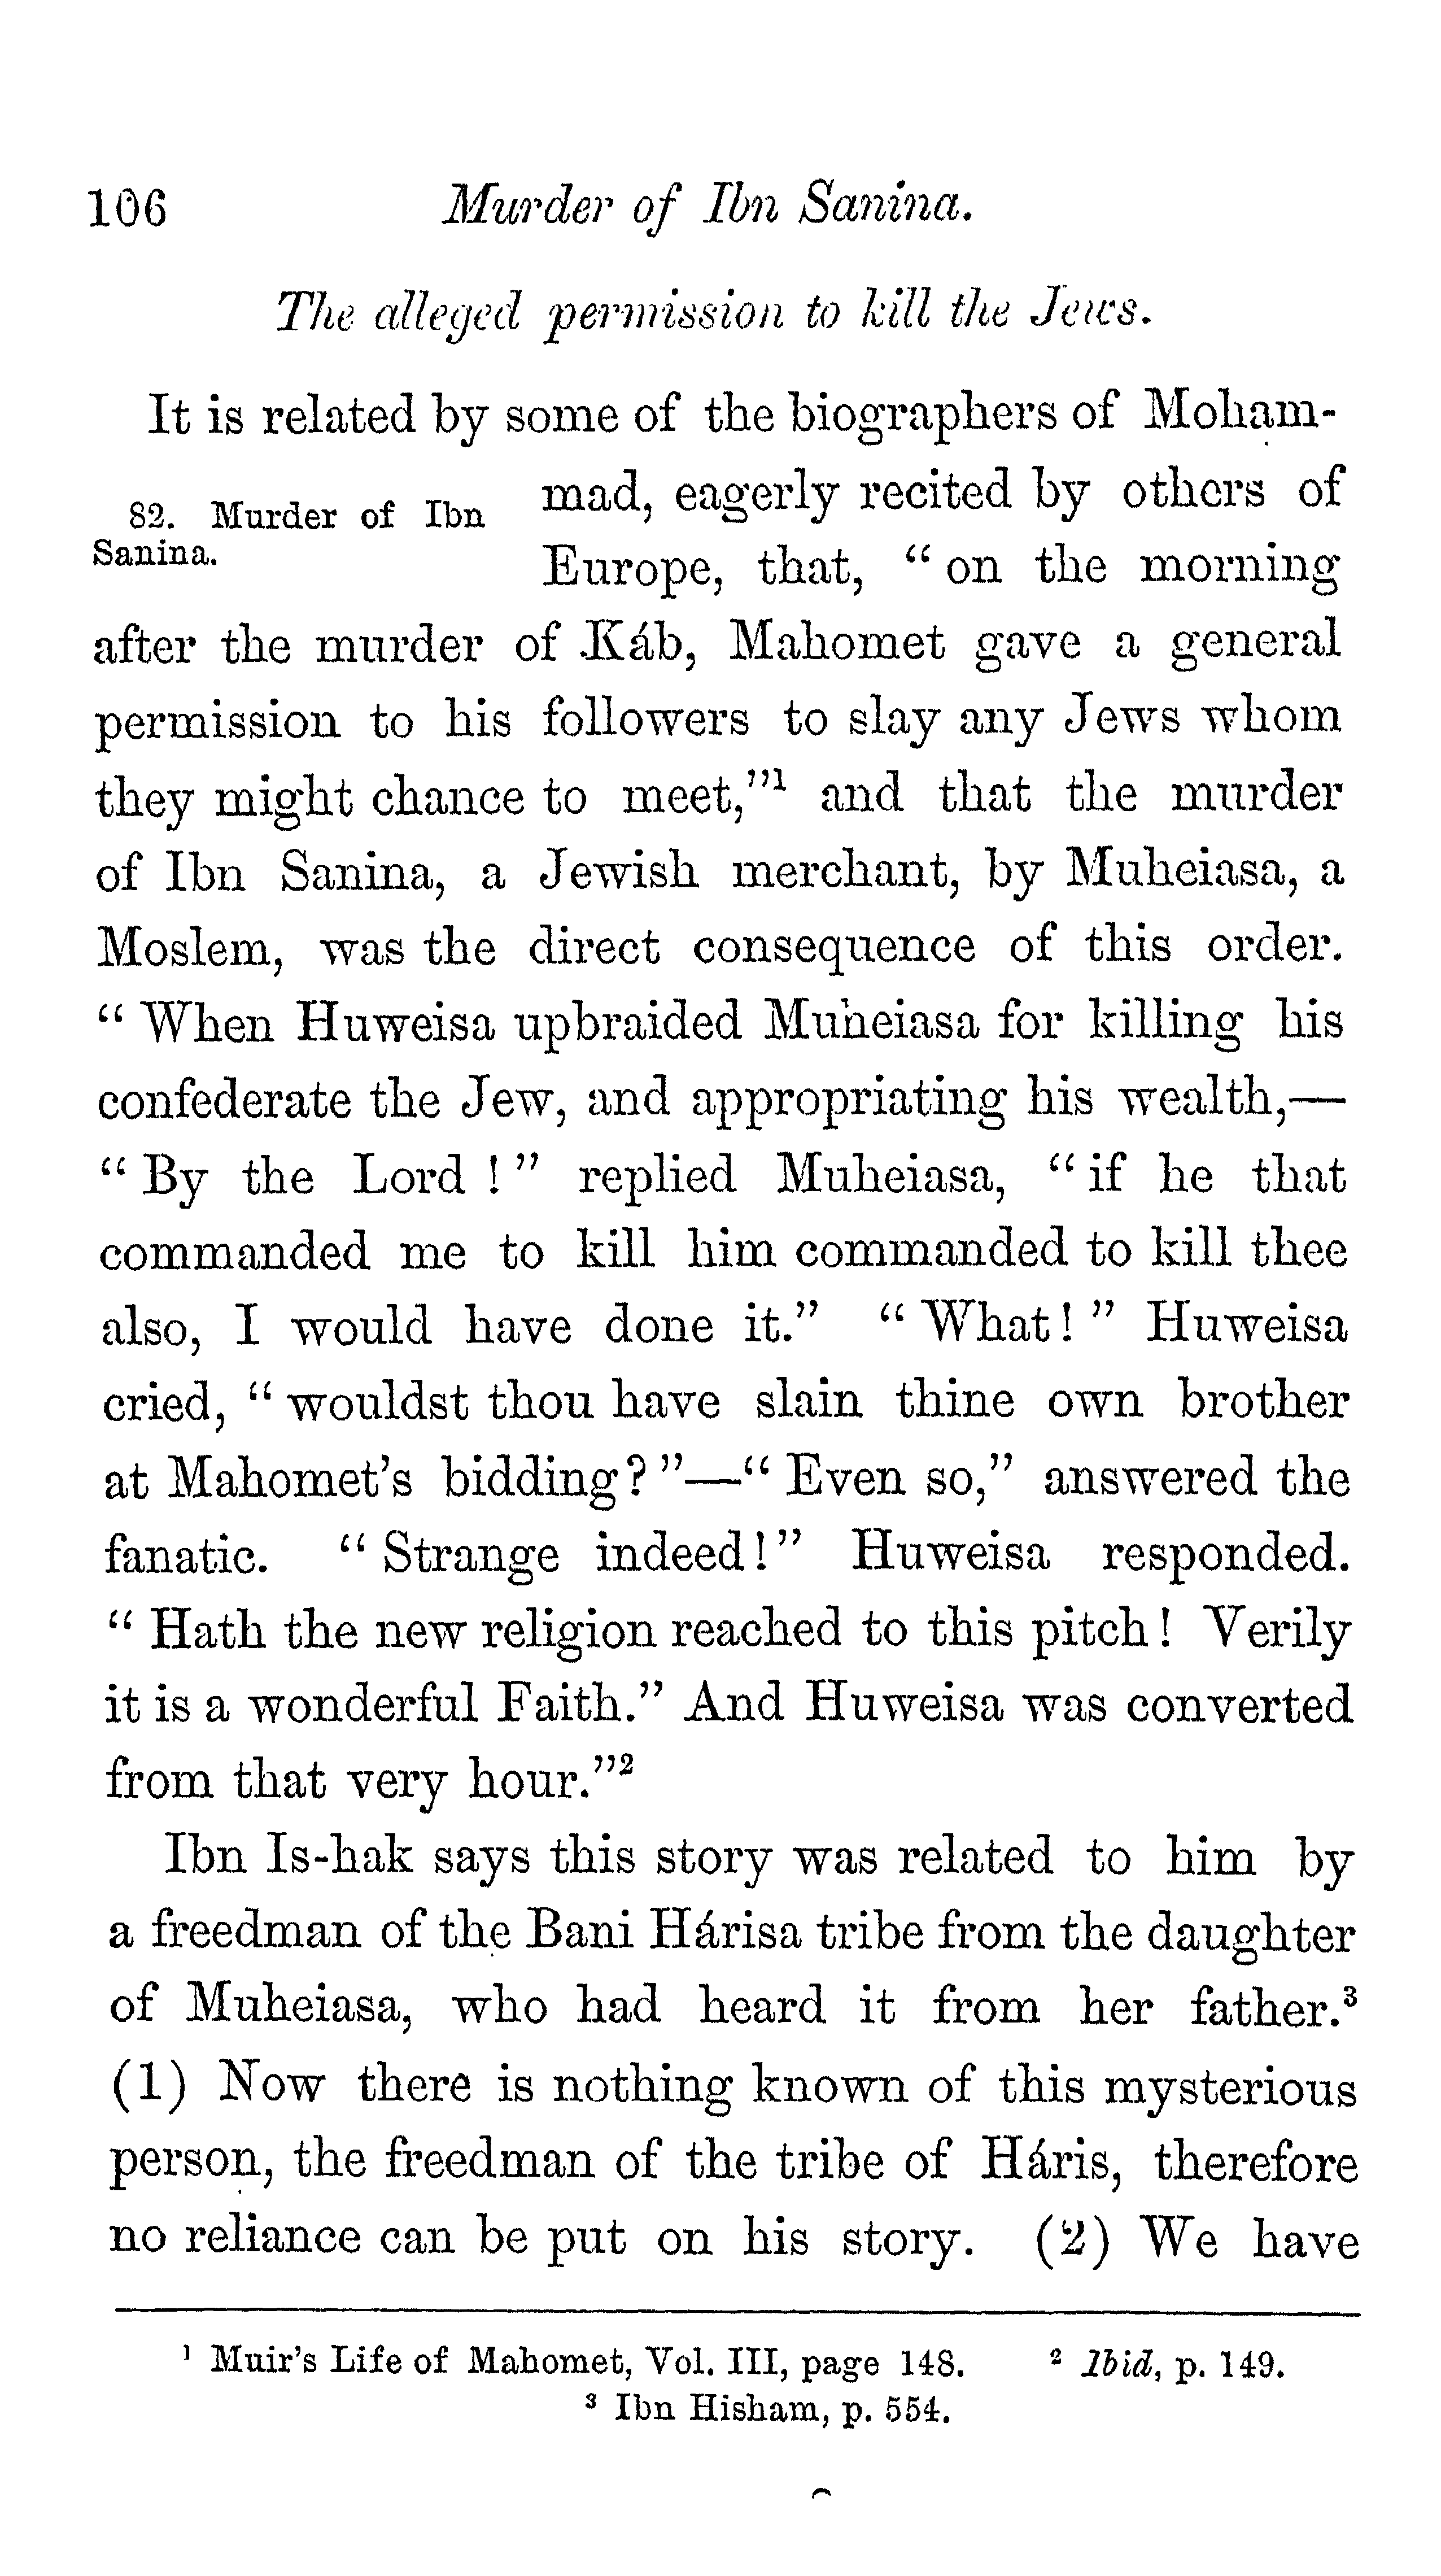 106 Murder of Ibn Sanina.
The alleged permission to kill the Jews.
It is related by some of the biographers of Moham-
82. Murder of Ibn
Sanina.
mad, eagerly recited by others of
Europe, that, “ on the morning
after the murder of Káb, Mahomet gave a general
permission to his followers to slay any Jews whom
they might chance to meet,”¹ and that the murder
of Ibn Sanina, a Jewish merchant, by Muheiasa, a
Moslem, was the direct consequence of this order.
“ When Huweisa upbraided Muheiasa for killing his
confederate the Jew, and appropriating his wealth,—
“ By the Lord ! ” replied Muheiasa, “ if he that
commanded me to kill him commanded to kill thee
also, I would have done it.” “ What ! ” Huweisa
cried, “ wouldst thou have slain thine own brother
at Mahomet’s bidding ? ”—“ Even so,” answered the
fanatic. “ Strange indeed ! ” Huweisa responded.
“ Hath the new religion reached to this pitch ! Verily
it is a wonderful Faith.” And Huweisa was converted
from that very hour.”²
Ibn Is-hak says this story was related to him by
a freedman of the Bani Hárisa tribe from the daughter
of Muheiasa, who had heard it from her father.³
(1) Now there is nothing known of this mysterious
person, the freedman of the tribe of Háris, therefore
no reliance can be put on his story. (2) We have
¹ Muir’s Life of Mahomet, Vol. III, page 148. ² Ibid, p. 149.
³ Ibn Hisham, p. 554.